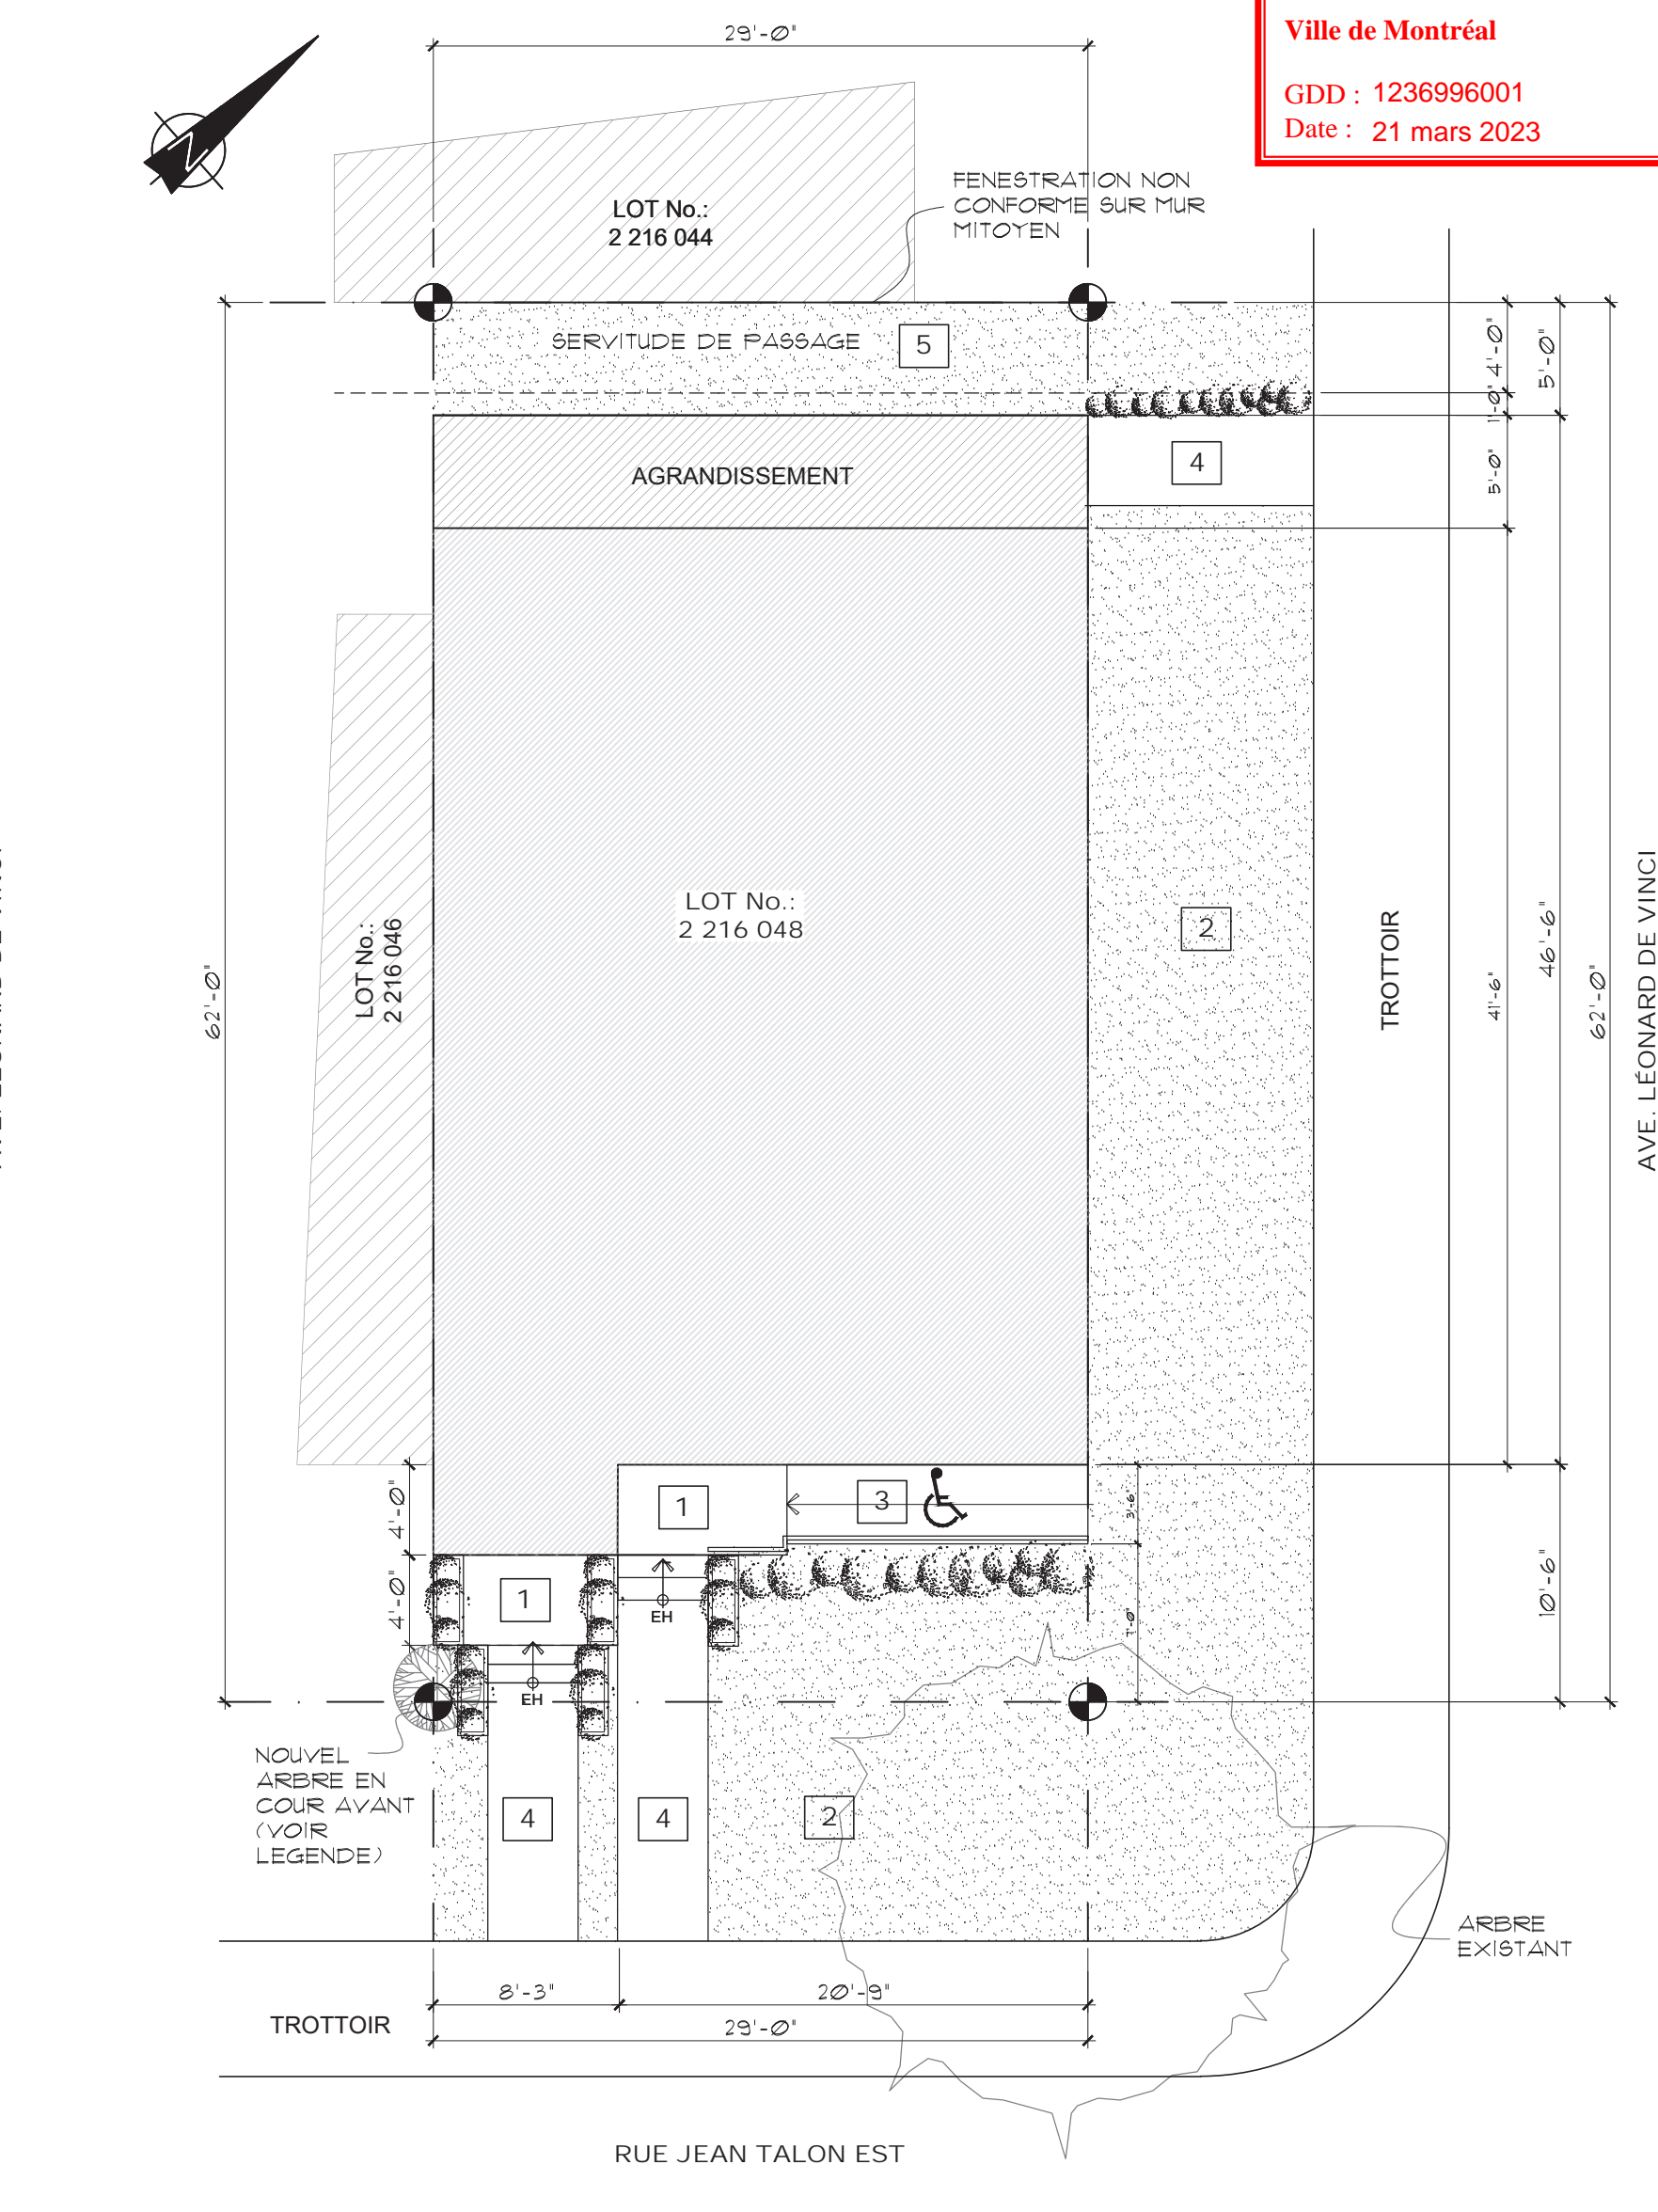 Ville de Montréal
GDD : 1236996001
Date : 21 mars 2023
29'-0"
LOT No.:
2 216 044
FENESTRATION NON
CONFORME SUR MUR
MITOYEN
N
SERVITUDE DE PASSAGE
5
4'-0"
5'-0"
1'-0"
AGRANDISSEMENT
4
5'-0"
LOT No.:
2 216 048
2
LOT No.:
2 216 046
62'-0"
TROTTOIR
41'-6"
46'-6"
62'-0"
AVE. LÉONARD DE VINCI
4'-0"
1
3
3'-6"
4'-0"
1
EH
EH
7'-0"
10'-6"
NOUVEL
ARBRE EN
COUR AVANT
(VOIR
LEGENDE)
4
4
2
ARBRE
EXISTANT
8'-3"
20'-9"
TROTTOIR
29'-0"
RUE JEAN TALON EST